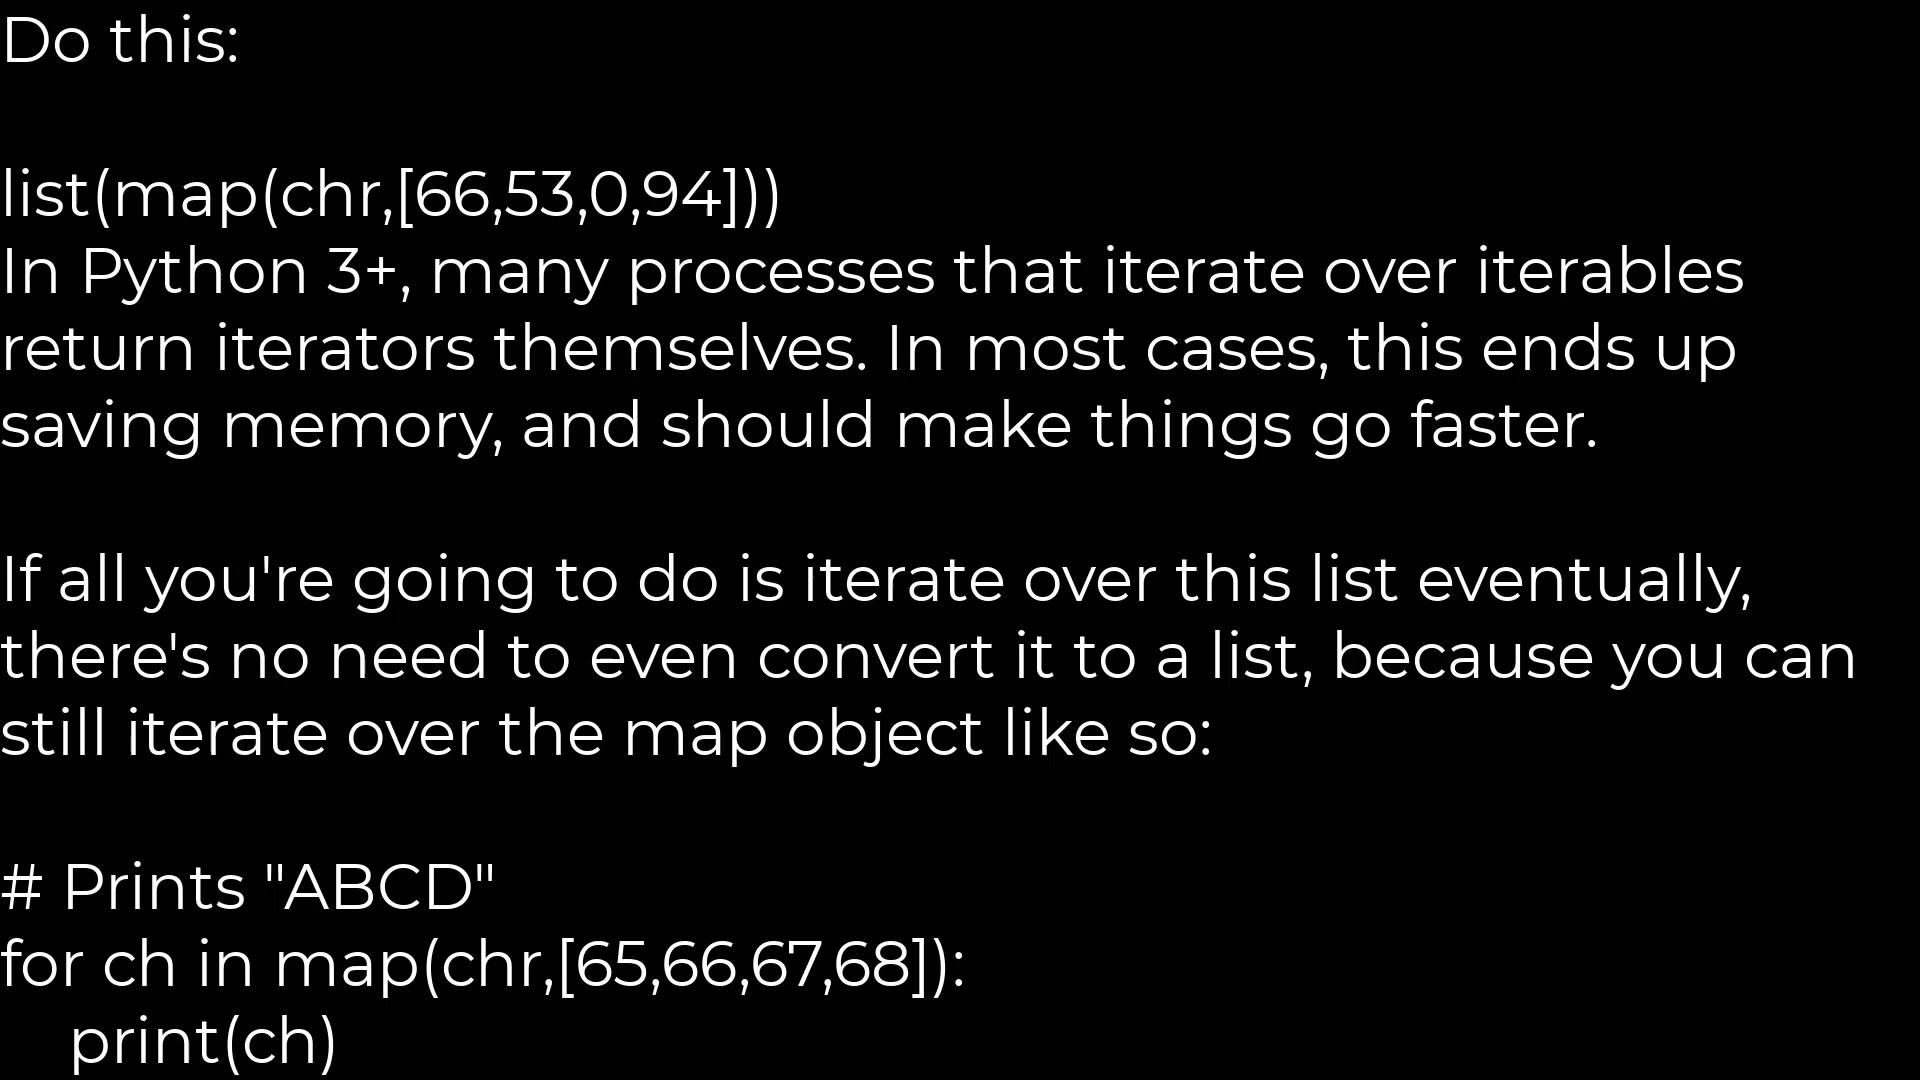 Do this:
list(map(chr,[66,53,0,94]))
In Python 3+, many processes that iterate over iterables
return iterators themselves. In most cases, this ends up
saving memory, and should make things go faster.
If all you're going to do is iterate over this list eventually,
there's no need to even convert it to a list, because you can
still iterate over the map object like so:
# Prints "ABCD"
for ch in map(chr,[65,66,67,68]):
    print(ch)